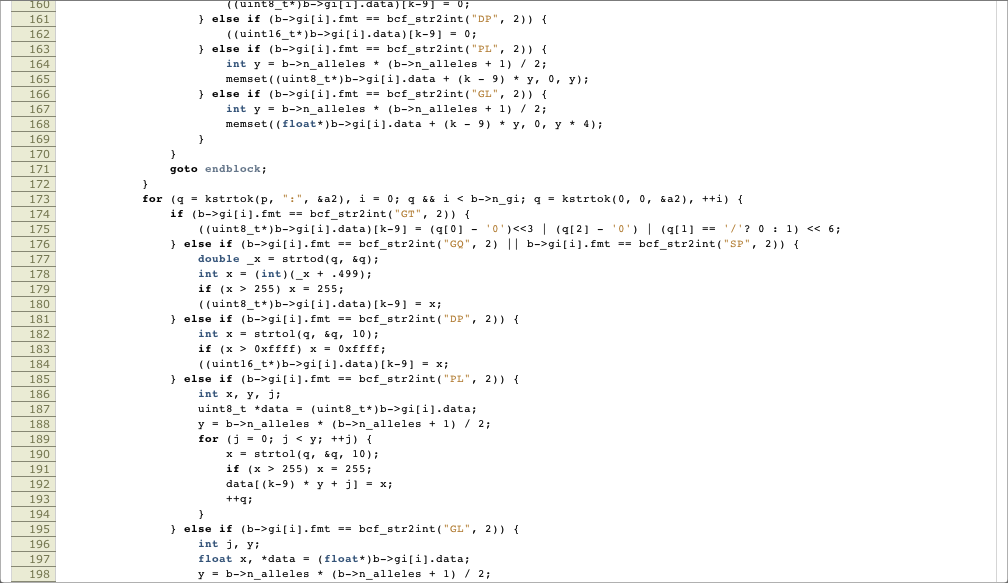 160 ((uint8_t*)b->gi[i].data)[k-9] = 0;
161 } else if (b->gi[i].fmt == bcf_str2int("DP", 2)) {
162 ((uint16_t*)b->gi[i].data)[k-9] = 0;
163 } else if (b->gi[i].fmt == bcf_str2int("PL", 2)) {
164 int y = b->n_alleles * (b->n_alleles + 1) / 2;
165 memset((uint8_t*)b->gi[i].data + (k - 9) * y, 0, y);
166 } else if (b->gi[i].fmt == bcf_str2int("GL", 2)) {
167 int y = b->n_alleles * (b->n_alleles + 1) / 2;
168 memset((float*)b->gi[i].data + (k - 9) * y, 0, y * 4);
169 }
170 }
171 goto endblock;
172 }
173 for (q = kstrtok(p, ":", &a2), i = 0; q && i < b->n_gi; q = kstrtok(0, 0, &a2), ++i) {
174 if (b->gi[i].fmt == bcf_str2int("GT", 2)) {
175 ((uint8_t*)b->gi[i].data)[k-9] = (q[0] - '0')<<3 | (q[2] - '0') | (q[1] == '/'? 0 : 1) << 6;
176 } else if (b->gi[i].fmt == bcf_str2int("GQ", 2) || b->gi[i].fmt == bcf_str2int("SP", 2)) {
177 double _x = strtod(q, &q);
178 int x = (int)(_x + .499);
179 if (x > 255) x = 255;
180 ((uint8_t*)b->gi[i].data)[k-9] = x;
181 } else if (b->gi[i].fmt == bcf_str2int("DP", 2)) {
182 int x = strtol(q, &q, 10);
183 if (x > 0xffff) x = 0xffff;
184 ((uint16_t*)b->gi[i].data)[k-9] = x;
185 } else if (b->gi[i].fmt == bcf_str2int("PL", 2)) {
186 int x, y, j;
187 uint8_t *data = (uint8_t*)b->gi[i].data;
188 y = b->n_alleles * (b->n_alleles + 1) / 2;
189 for (j = 0; j < y; ++j) {
190 x = strtol(q, &q, 10);
191 if (x > 255) x = 255;
192 data[(k-9) * y + j] = x;
193 ++q;
194 }
195 } else if (b->gi[i].fmt == bcf_str2int("GL", 2)) {
196 int j, y;
197 float x, *data = (float*)b->gi[i].data;
198 y = b->n_alleles * (b->n_alleles + 1) / 2;